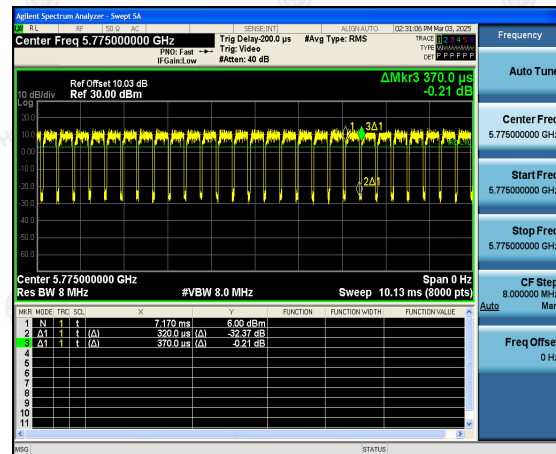 Agilent Spectrum Analyzer - Swept SA
RL RF 50 Ω AC SENSE:INT ALIGN AUTO 02:31:06 PM Mar 03, 2025
Center Freq 5.775000000 GHz
PNO: Fast
IFGain:Low
Trig Delay-200.0 µs
Trig: Video
#Atten: 40 dB
#Avg Type: RMS
TRACE 1 2 3 4 5 6
TYPE
DET P P P P P P
Frequency
Auto Tune
Center Freq
5.775000000 GHz
Start Freq
5.775000000 GHz
Stop Freq
5.775000000 GHz
CF Step
8.000000 MHz
Auto Man
Freq Offset
0 Hz
Ref Offset 10.03 dB
10 dB/div Ref 30.00 dBm
Log
ΔMkr3 370.0 µs
-0.21 dB
20.0
10.0
0.00
-10.0
-20.0
-30.0
-40.0
-50.0
-60.0
1 3Δ1
2Δ1
Center 5.775000000 GHz Span 0 Hz
Res BW 8 MHz #VBW 8.0 MHz Sweep 10.13 ms (8000 pts)
MKR MODE TRC SCL X Y FUNCTION FUNCTION WIDTH FUNCTION VALUE
1 N 1 t 7.170 ms 6.00 dBm
2 Δ1 1 t (Δ) 320.0 µs (Δ) -32.37 dB
3 Δ1 1 t (Δ) 370.0 µs (Δ) -0.21 dB
4
5
6
7
8
9
10
11
MSG STATUS